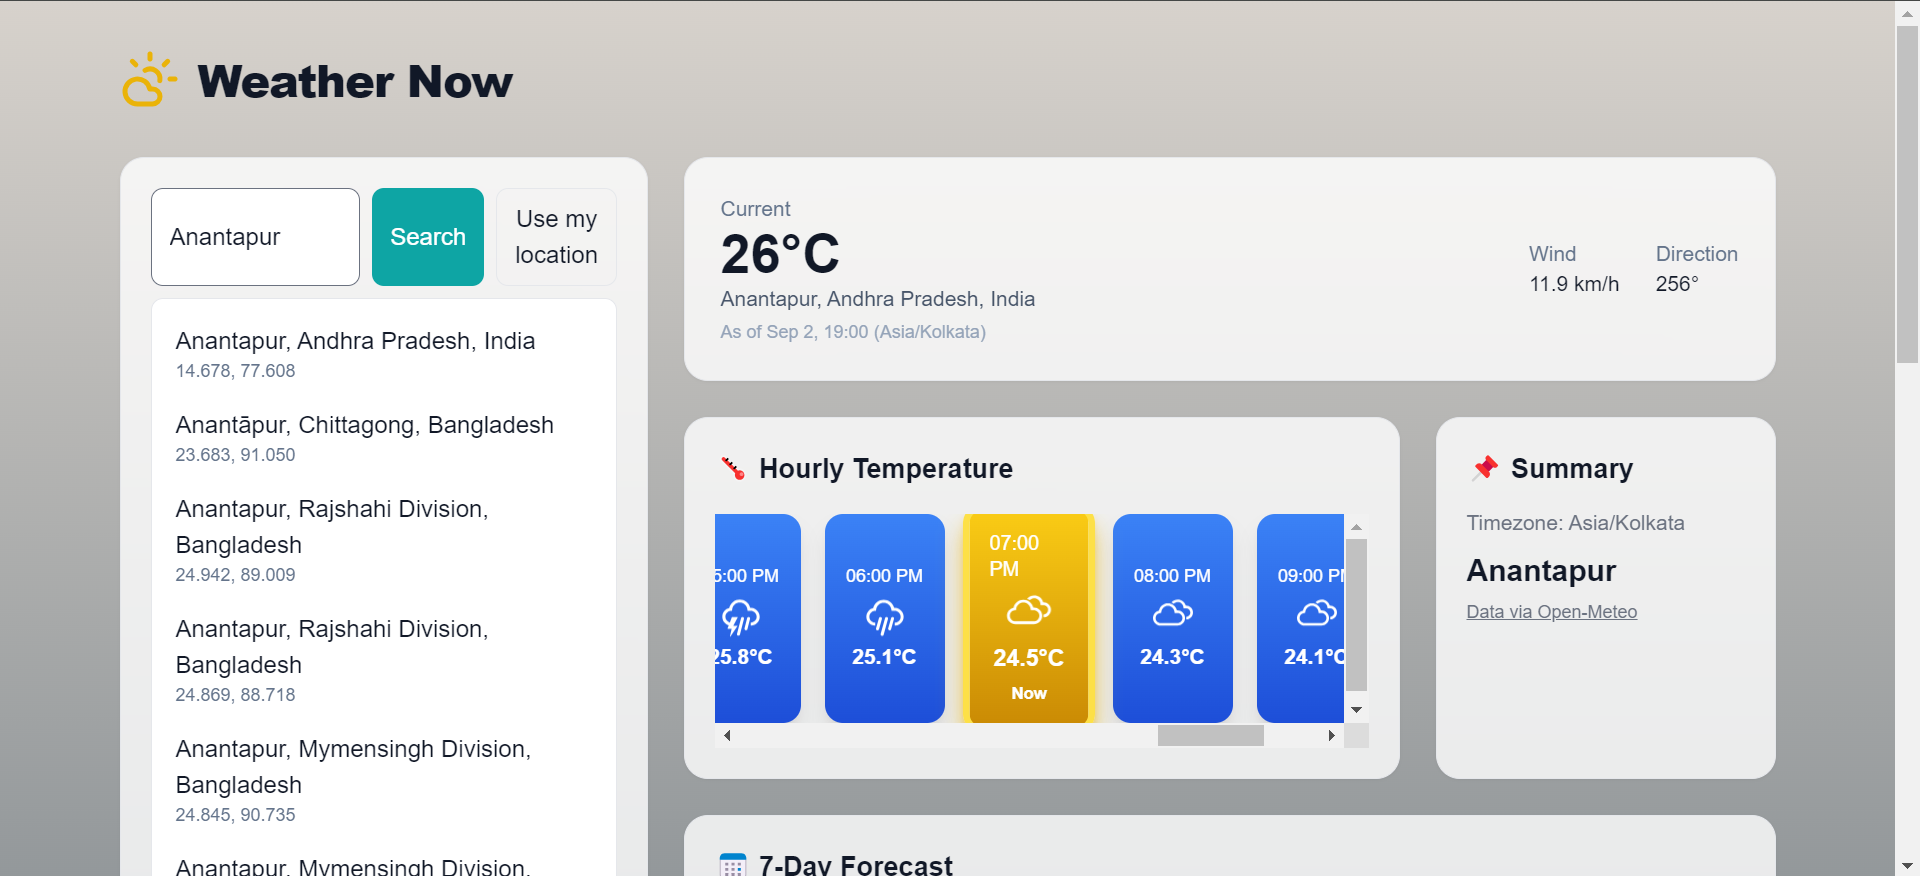 Weather Now
Anantapur
Search
Use my
location
Anantapur, Andhra Pradesh, India
14.678, 77.608
Anantāpur, Chittagong, Bangladesh
23.683, 91.050
Anantapur, Rajshahi Division,
Bangladesh
24.942, 89.009
Anantapur, Rajshahi Division,
Bangladesh
24.869, 88.718
Anantapur, Mymensingh Division,
Bangladesh
24.845, 90.735
Anantapur, Mymensingh Division,
Current
26°C
Anantapur, Andhra Pradesh, India
As of Sep 2, 19:00 (Asia/Kolkata)
Wind
11.9 km/h
Direction
256°
Hourly Temperature
5:00 PM
25.8°C
06:00 PM
25.1°C
07:00
PM
24.5°C
Now
08:00 PM
24.3°C
09:00 PM
24.1°C
Summary
Timezone: Asia/Kolkata
Anantapur
Data via Open-Meteo
7-Day Forecast